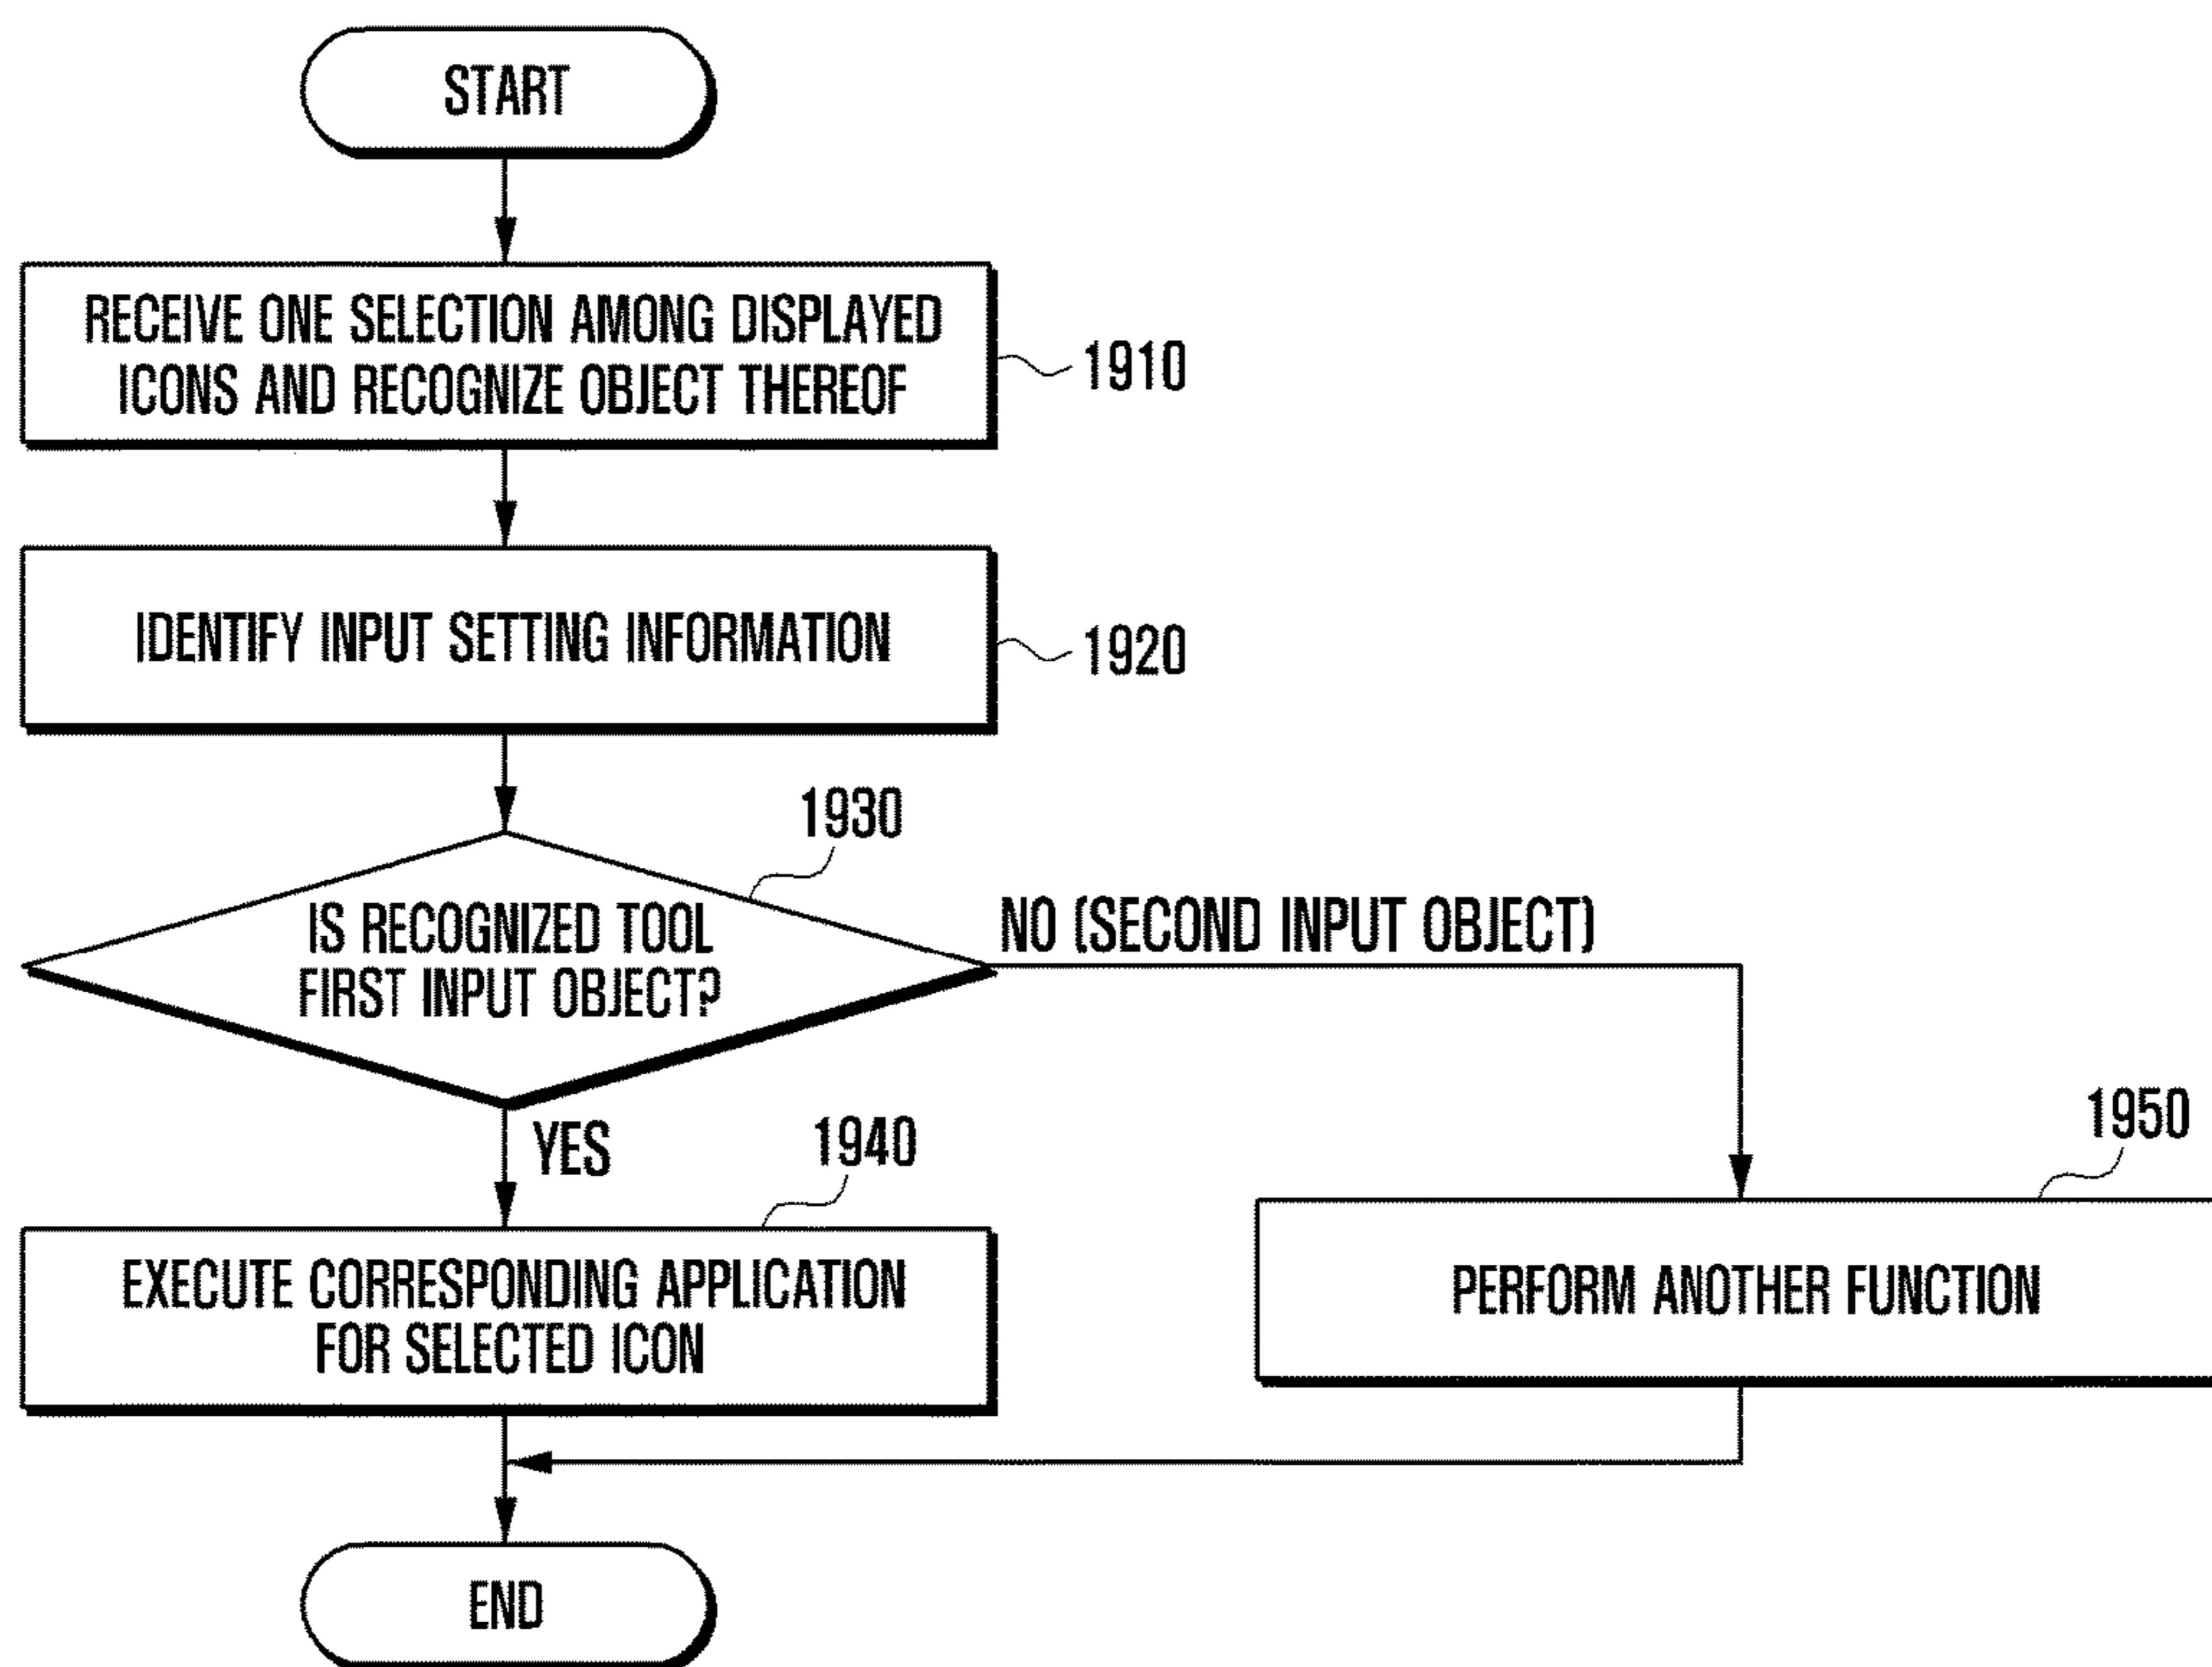 START
RECEIVE ONE SELECTION AMONG DISPLAYED
ICONS AND RECOGNIZE OBJECT THEREOF
1910
IDENTIFY INPUT SETTING INFORMATION
1920
1930
IS RECOGNIZED TOOL
FIRST INPUT OBJECT?
NO (SECOND INPUT OBJECT)
YES
1940
EXECUTE CORRESPONDING APPLICATION
FOR SELECTED ICON
1950
PERFORM ANOTHER FUNCTION
END